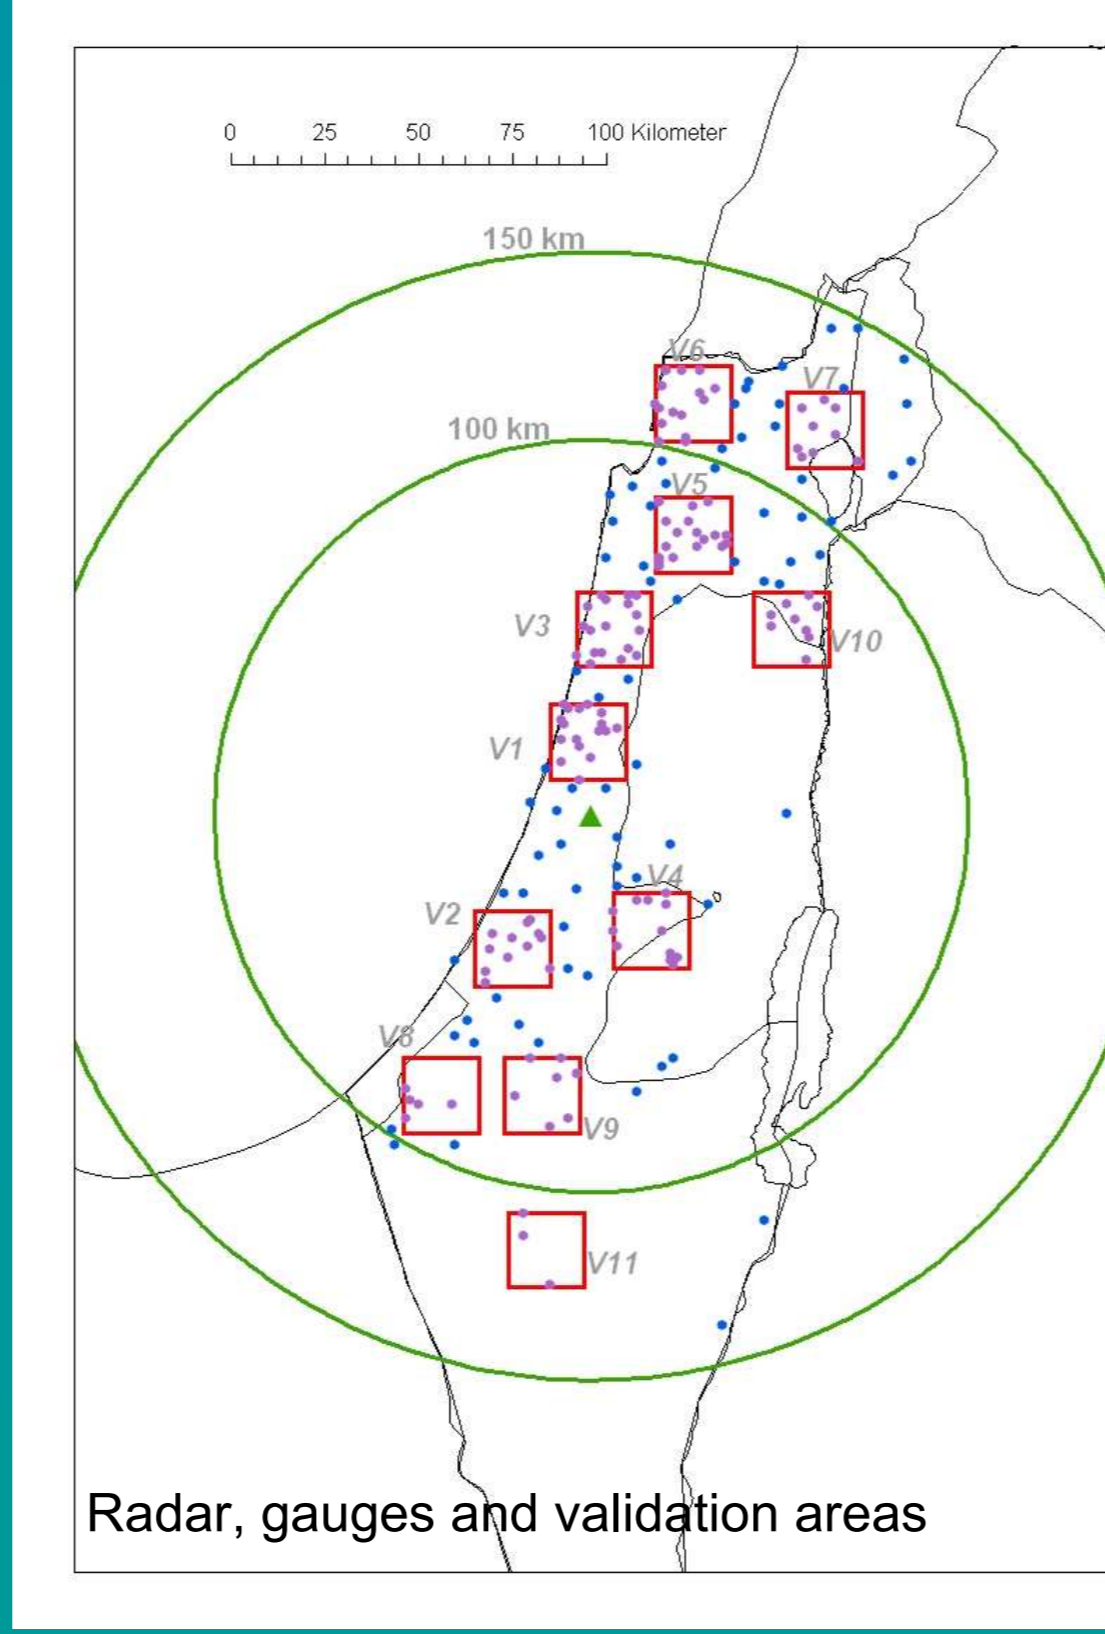 0 25 50 75 100 Kilometer
150 km
V6
V7
100 km
V5
V3
V10
V1
V4
V2
V8
V9
V11
Radar, gauges and validation areas